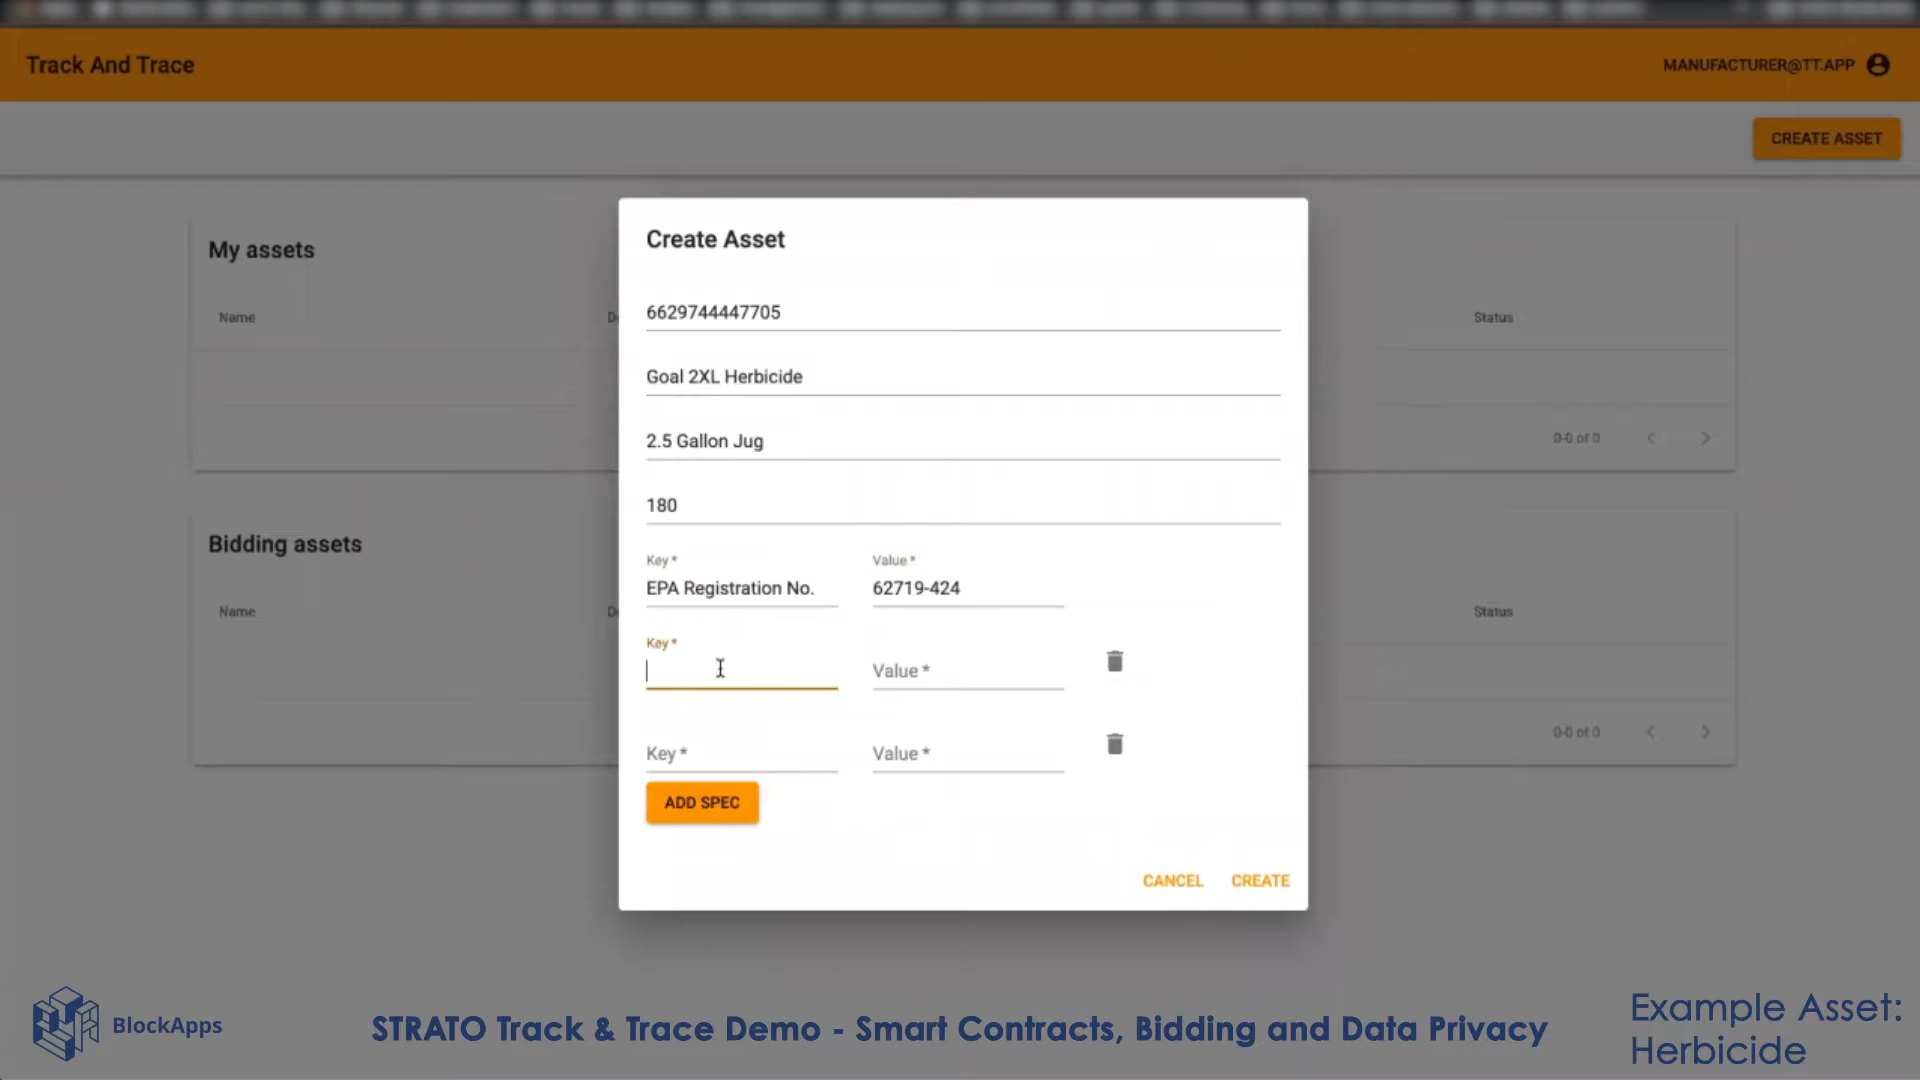 Track And Trace
MANUFACTURER@TT.APP
CREATE ASSET
My assets
Name
Status
0-0 of 0
Create Asset
6629744447705
Goal 2XL Herbicide
2.5 Gallon Jug
180
Key *
Value *
EPA Registration No.
62719-424
Key *
Value *
Key *
Value *
ADD SPEC
CANCEL
CREATE
Bidding assets
Name
Status
0-0 of 0
BlockApps
STRATO Track & Trace Demo - Smart Contracts, Bidding and Data Privacy
Example Asset:
Herbicide